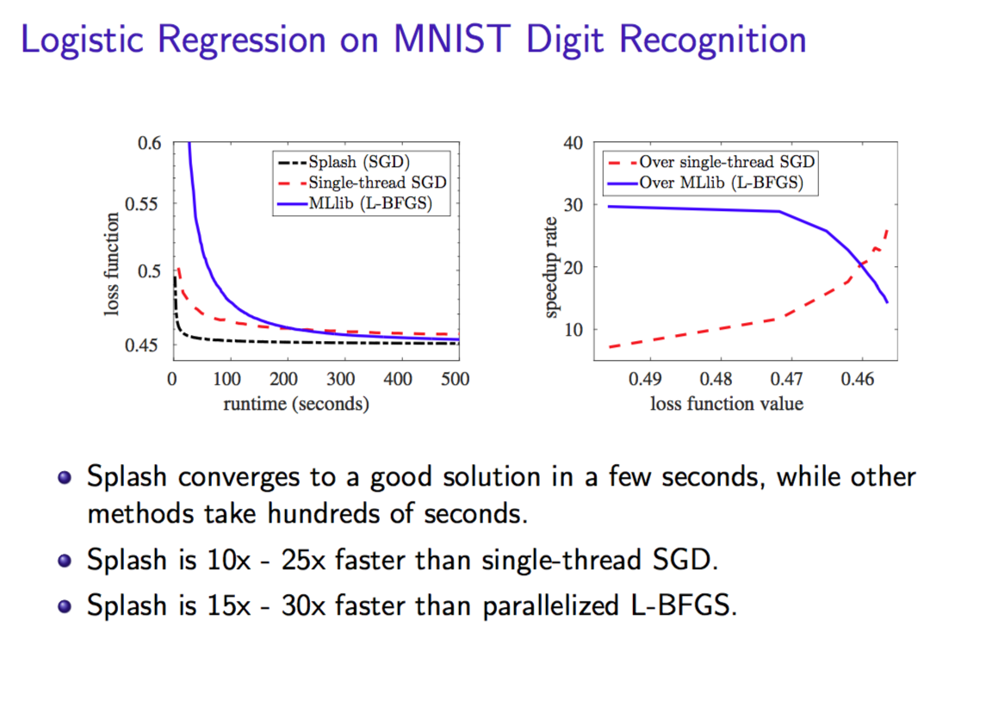 Logistic Regression on MNIST Digit Recognition
0.6
0.55
0.5
0.45
loss function
Splash (SGD)
Single-thread SGD
MLlib (L-BFGS)
0 100 200 300 400 500
runtime (seconds)
40
30
20
10
speedup rate
Over single-thread SGD
Over MLlib (L-BFGS)
0.49 0.48 0.47 0.46
loss function value
Splash converges to a good solution in a few seconds, while other
methods take hundreds of seconds.
Splash is 10x - 25x faster than single-thread SGD.
Splash is 15x - 30x faster than parallelized L-BFGS.